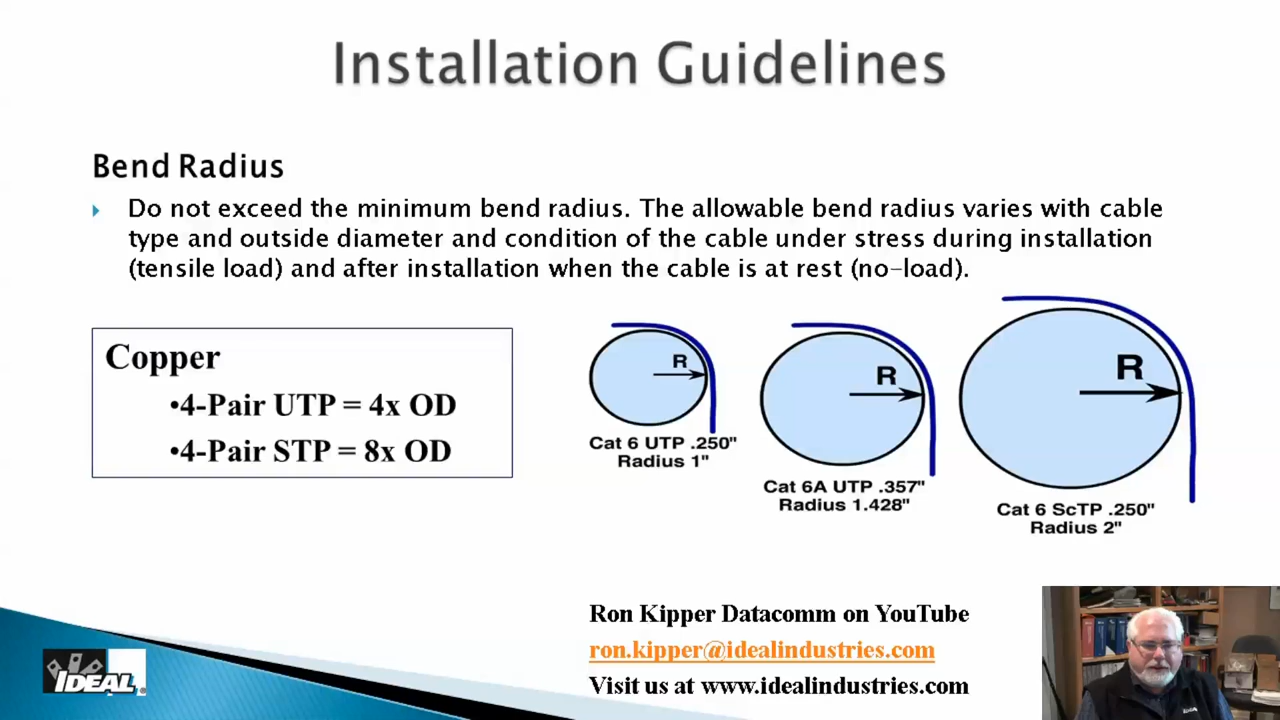 Installation Guidelines
Bend Radius
Do not exceed the minimum bend radius. The allowable bend radius varies with cable
type and outside diameter and condition of the cable under stress during installation
(tensile load) and after installation when the cable is at rest (no-load).
Copper
•4-Pair UTP = 4x OD
•4-Pair STP = 8x OD
R
Cat 6 UTP .250"
Radius 1"
R
Cat 6A UTP .357"
Radius 1.428"
R
Cat 6 ScTP .250"
Radius 2"
Ron Kipper Datacomm on YouTube
ron.kipper@idealindustries.com
Visit us at www.idealindustries.com
IDEAL®